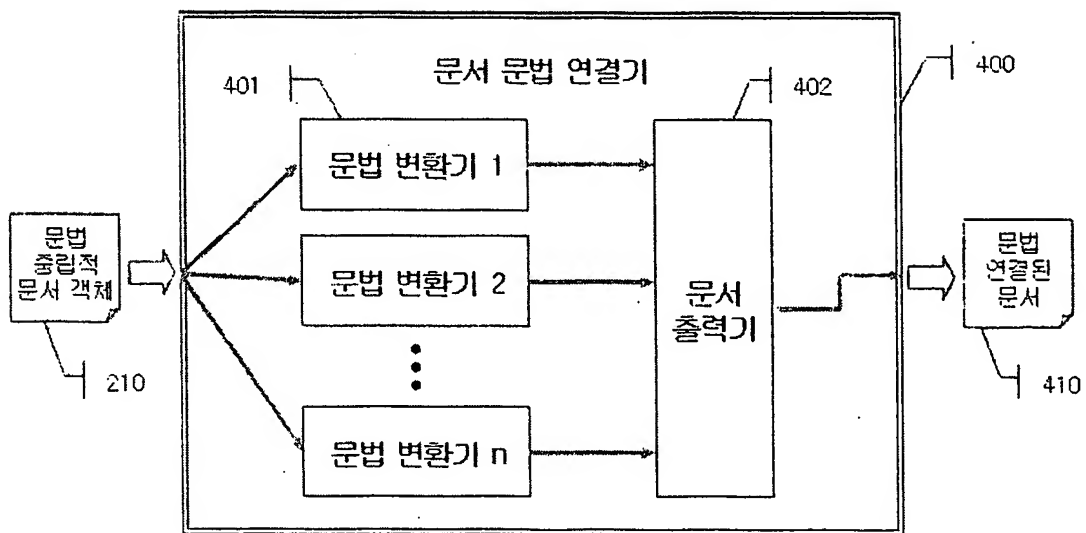 문서 문법 연결기
401
402
400
문법 변환기 1
문법
중립적
문서 객체
210
문법 변환기 2
문법 변환기 n
문서
출력기
문법
연결된
문서
410